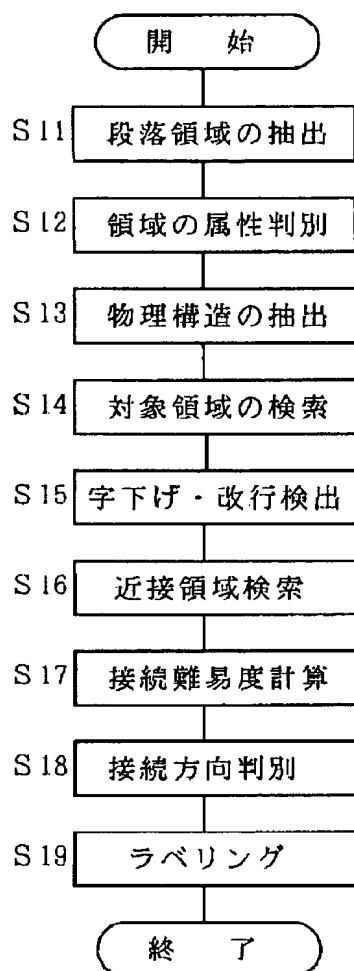 開 始
S11 段落領域の抽出
S12 領域の属性判別
S13 物理構造の抽出
S14 対象領域の検索
S15 字下げ・改行検出
S16 近接領域検索
S17 接続難易度計算
S18 接続方向判別
S19 ラベリング
終 了